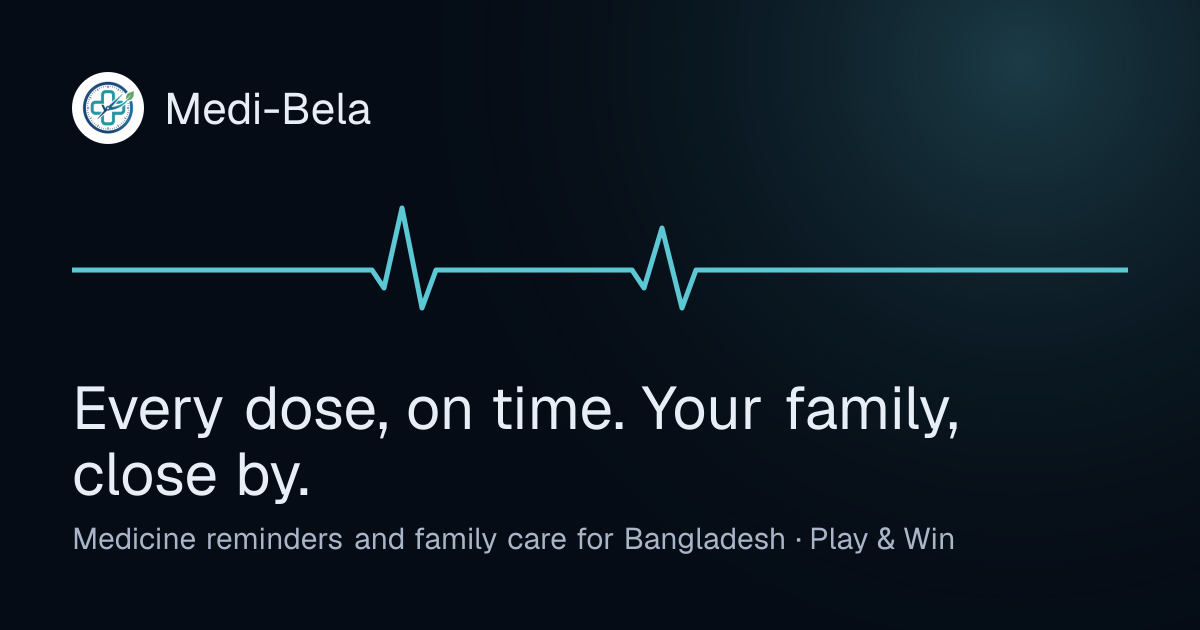 Medi-Bela
Every dose, on time. Your family,
close by.
Medicine reminders and family care for Bangladesh · Play & Win